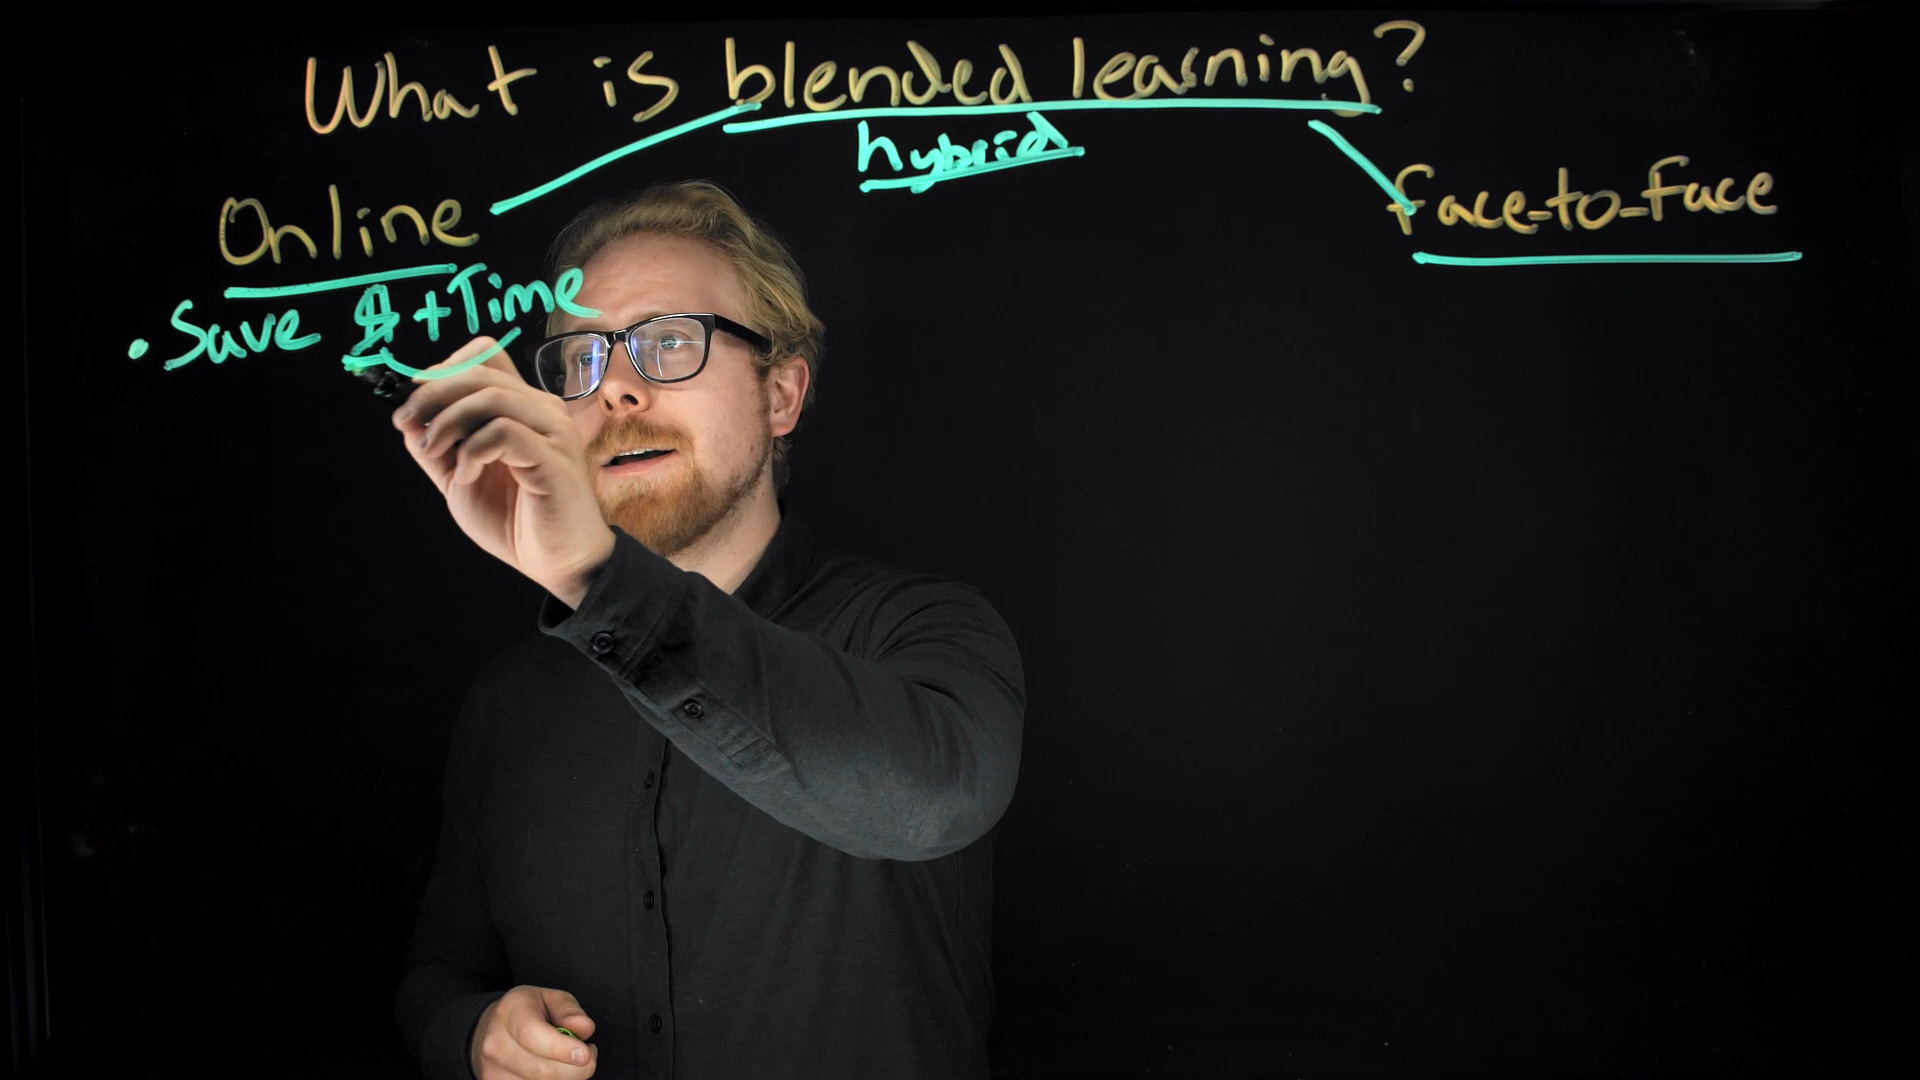 What is blended learning?
hybrid
Online
face-to-face
• Save $ + Time